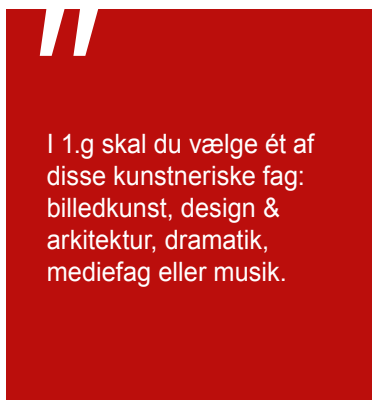 "
I 1.g skal du vælge ét af
disse kunstneriske fag:
billedkunst, design &
arkitektur, dramatik,
mediefag eller musik.